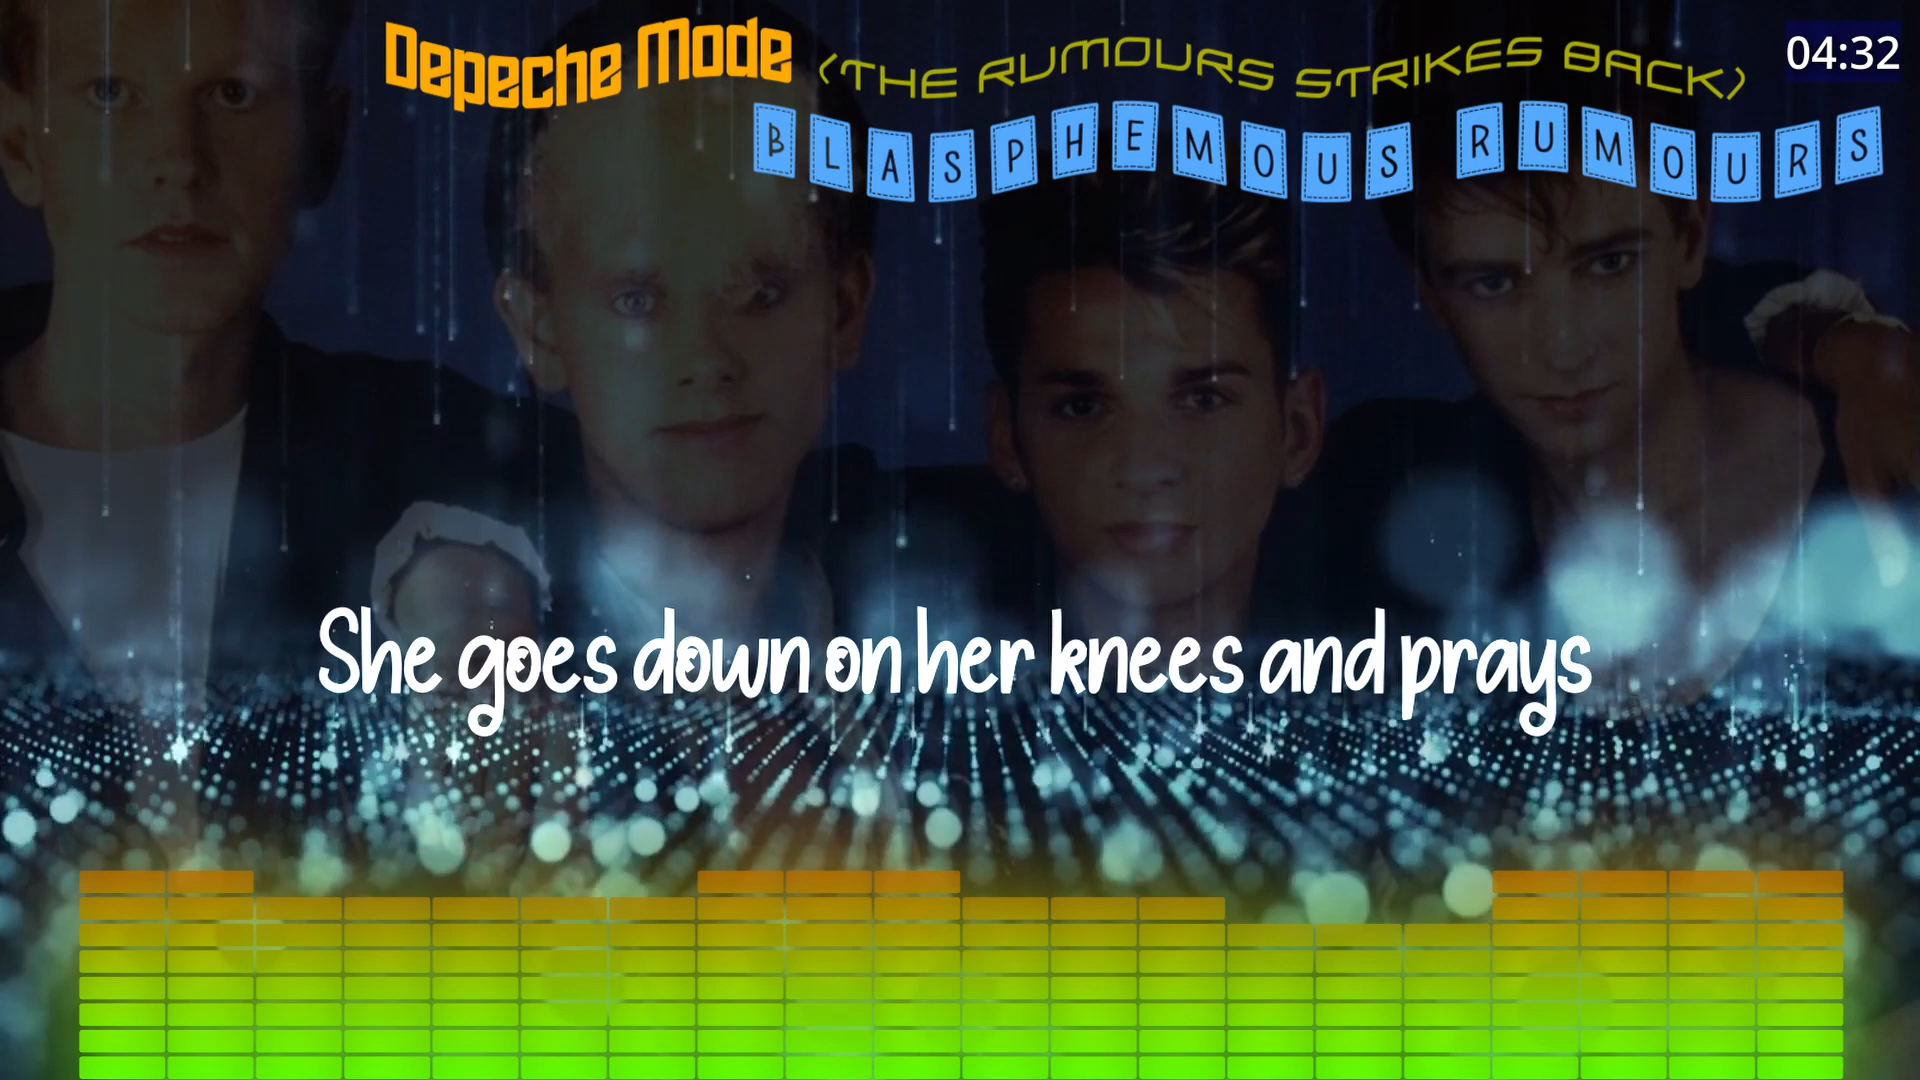 Depeche Mode (THE RUMOURS STRIKES BACK)
04:32
BLASPHEMOUS RUMOURS
She goes down on her knees and prays